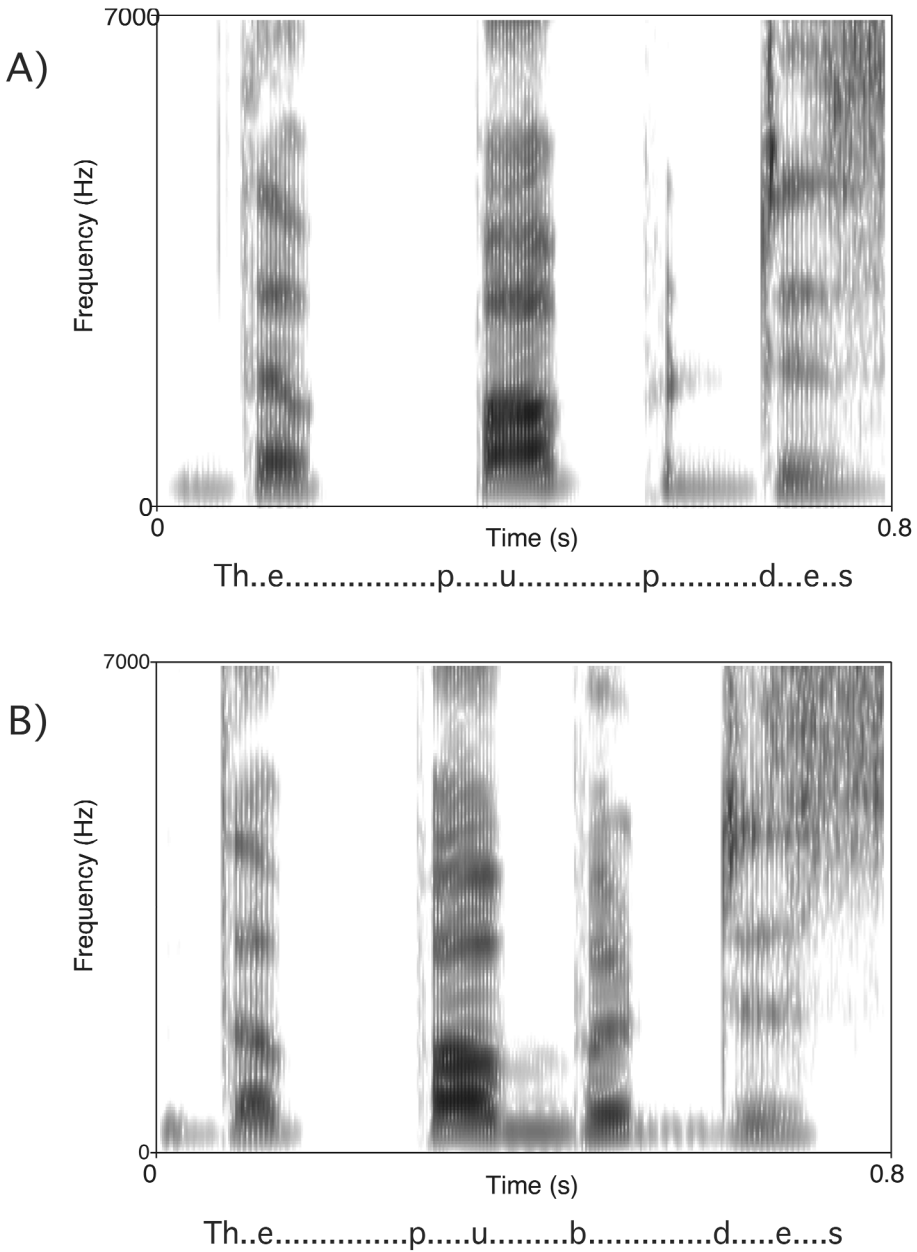 A)
7000
Frequency (Hz)
0
0
0.8
Time (s)
Th..e.................p.....u..............p...........d...e..s
B)
7000
Frequency (Hz)
0
0
0.8
Time (s)
Th..e...............p.....u.........b..............d.....e....s